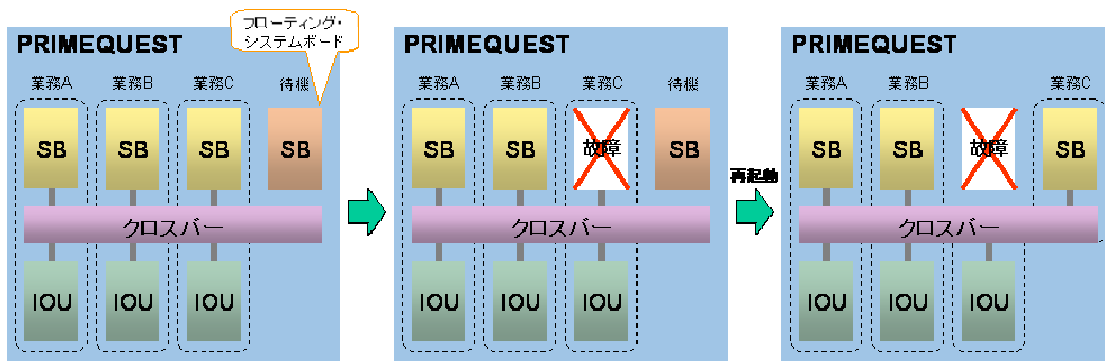 フローティング・
システムボード
PRIMEQUEST
業務A 業務B 業務C 待機
SB SB SB SB
クロスバー
IOU IOU IOU
PRIMEQUEST
業務A 業務B 業務C 待機
SB SB 故障 SB
クロスバー
IOU IOU IOU
再起動
PRIMEQUEST
業務A 業務B 業務C
SB SB 故障 SB
クロスバー
IOU IOU IOU